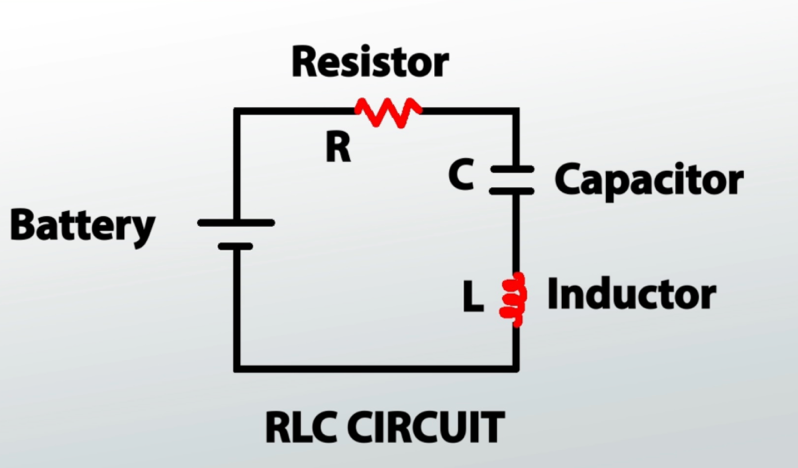 Resistor
R
C Capacitor
Battery
L Inductor
RLC CIRCUIT